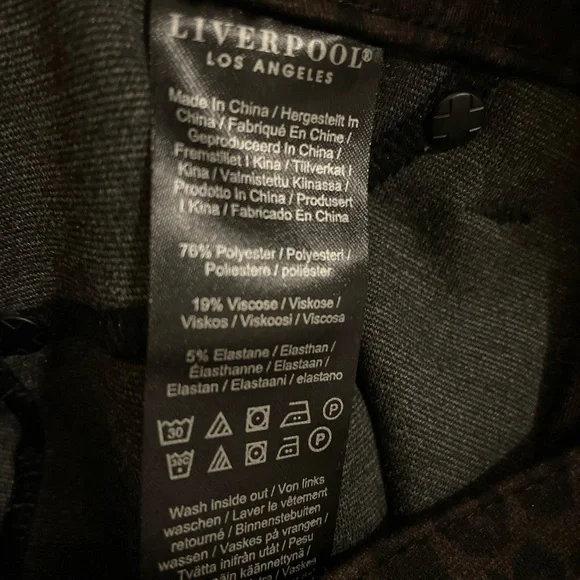 LIVERPOOL®
LOS ANGELES
Made In China / Hergestellt In
China / Fabriqué En Chine /
Geproduceerd In China /
Fremstillet I Kina / Tillverkat I
Kina / Valmistettu Kiinassa /
Prodotto In China / Produsert
I Kina / Fabricado En China
76% Polyester / Polyesteri /
Poliestere / poliéster
19% Viscose / Viskose /
Viskos / Viskoosi / Viscosa
5% Elastane / Elasthan /
Élasthanne / Elastaan /
Elastan / Elastaani / elastano
30 P
30C P
Wash inside out / Von links
waschen / Laver le vêtement
retourné / Binnenstebuiten
wassen / Vaskes på vrangen /
Tvätta inifrån utåt / Pesu
käännettynä /